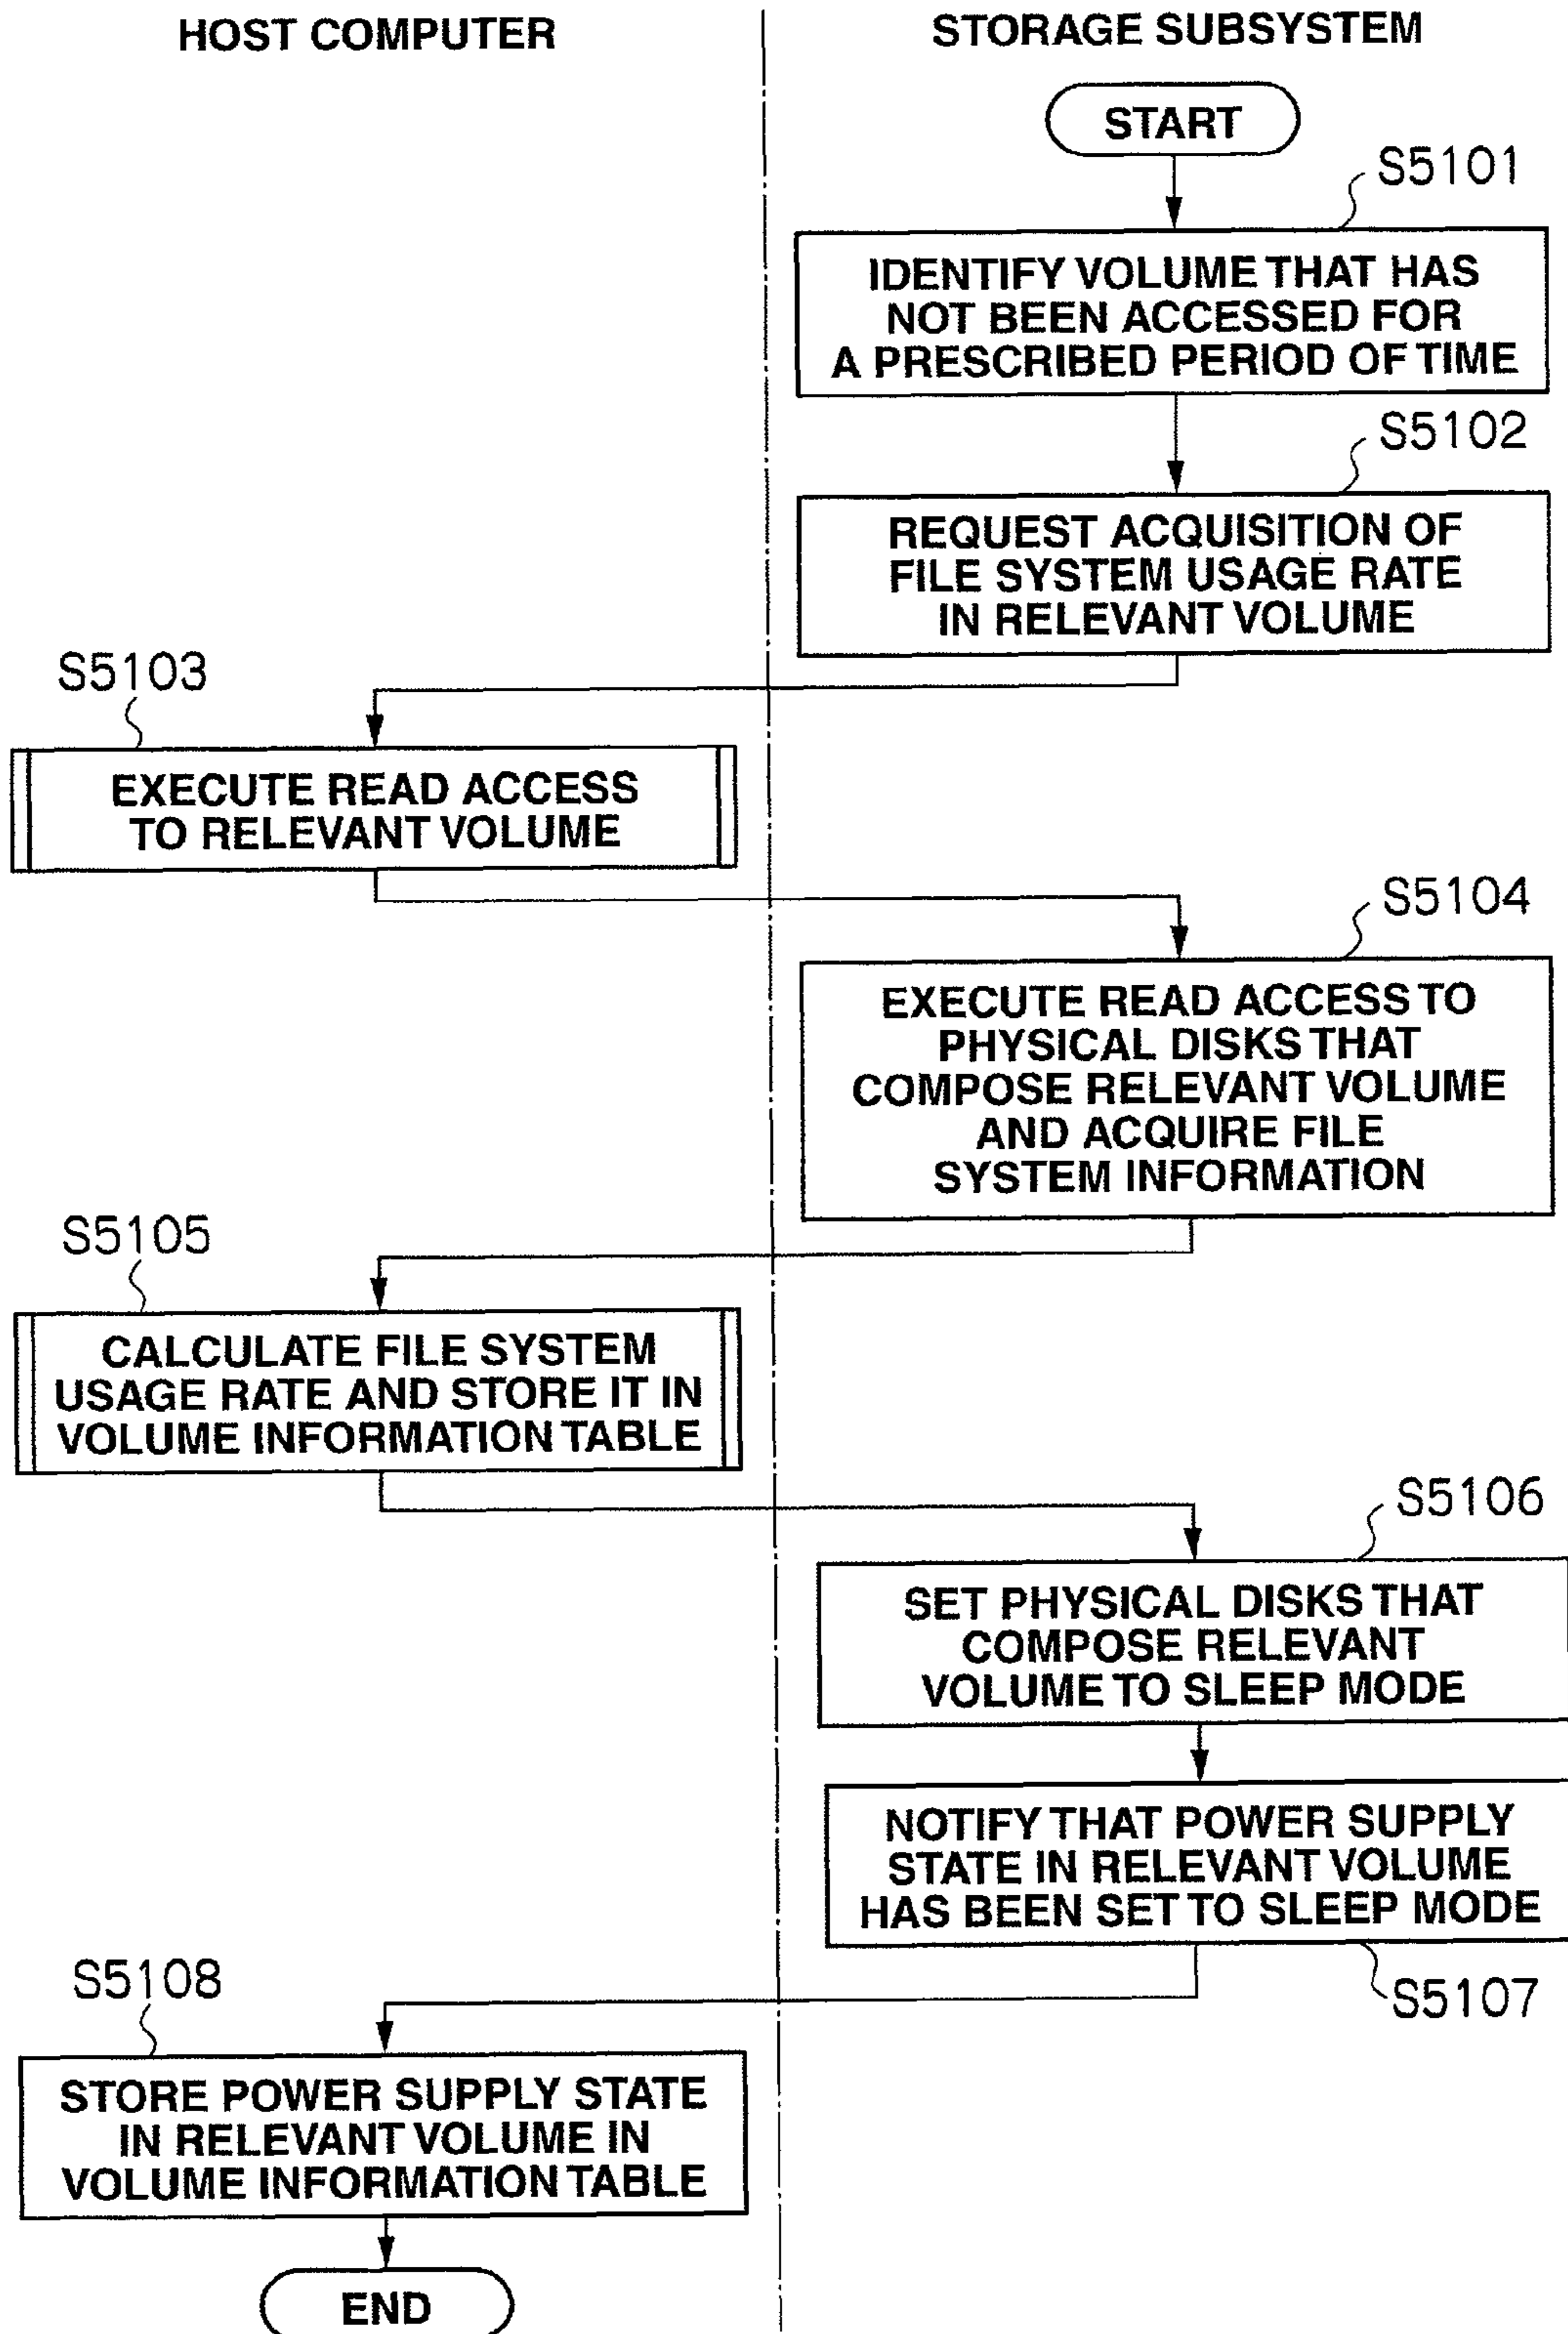 HOST COMPUTER
STORAGE SUBSYSTEM
START
S5101
IDENTIFY VOLUME THAT HAS
NOT BEEN ACCESSED FOR
A PRESCRIBED PERIOD OF TIME
S5102
REQUEST ACQUISITION OF
FILE SYSTEM USAGE RATE
IN RELEVANT VOLUME
S5103
EXECUTE READ ACCESS
TO RELEVANT VOLUME
S5104
EXECUTE READ ACCESS TO
PHYSICAL DISKS THAT
COMPOSE RELEVANT VOLUME
AND ACQUIRE FILE
SYSTEM INFORMATION
S5105
CALCULATE FILE SYSTEM
USAGE RATE AND STORE IT IN
VOLUME INFORMATION TABLE
S5106
SET PHYSICAL DISKS THAT
COMPOSE RELEVANT
VOLUME TO SLEEP MODE
NOTIFY THAT POWER SUPPLY
STATE IN RELEVANT VOLUME
HAS BEEN SET TO SLEEP MODE
S5107
S5108
STORE POWER SUPPLY STATE
IN RELEVANT VOLUME IN
VOLUME INFORMATION TABLE
END